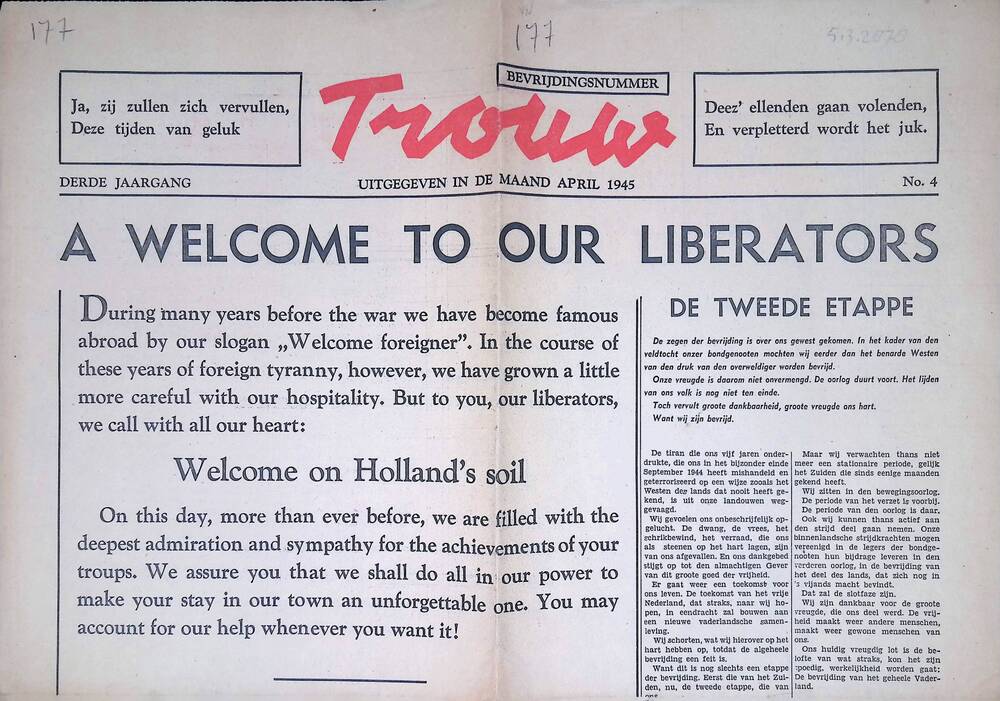 177
177
5.3.2070
BEVRIJDINGSNUMMER
Ja, zij zullen zich vervullen,
Deze tijden van geluk
Trouw
Deez' ellenden gaan volenden,
En verpletterd wordt het juk.
DERDE JAARGANG
UITGEGEVEN IN DE MAAND APRIL 1945
No. 4
A WELCOME TO OUR LIBERATORS
During many years before the war we have become famous
abroad by our slogan „Welcome foreigner”. In the course of
these years of foreign tyranny, however, we have grown a little
more careful with our hospitality. But to you, our liberators,
we call with all our heart:
Welcome on Holland's soil
On this day, more than ever before, we are filled with the
deepest admiration and sympathy for the achievements of your
troups. We assure you that we shall do all in our power to
make your stay in our town an unforgettable one. You may
account for our help whenever you want it!
DE TWEEDE ETAPPE
De zegen der bevrijding is over ons gewest gekomen. In het kader van den
veldtocht onzer bondgenooten mochten wij eerder dan het benarde Westen
van den druk van den overweldiger worden bevrijd.
Onze vreugde is daarom niet onvermengd. De oorlog duurt voort. Het lijden
van ons volk is nog niet ten einde.
Toch vervult groote dankbaarheid, groote vreugde ons hart.
Want wij zijn bevrijd.
De tiran die ons vijf jaren onder-
drukte, die ons in het bijzonder einde
September 1944 heeft mishandeld en
geterroriseerd op een wijze zooals het
Westen des lands dat nooit heeft ge-
kend, is uit onze landouwen weg-
gevaagd.
Wij gevoelen ons onbeschrijfelijk op-
gelucht. De dwang, de vrees, het
schrikbewind, het verraad, die ons
als steenen op het hart lagen, zijn
van ons afgevallen. En ons dankgebed
stijgt op tot den almachtigen Gever
van dit groote goed der vrijheid.
Er gaat weer een toekomst voor
ons leven. De toekomst van het vrije
Nederland, dat straks, naar wij ho-
pen, in eendracht zal bouwen aan
een nieuwe vaderlandsche samen-
leving.
Wij schorten, wat wij hierover op het
hart hebben op, totdat de algeheele
bevrijding een feit is.
Want dit is nog slechts een etappe
der bevrijding. Eerst die van het Zui-
den, nu, de tweede etappe, die van
Maar wij verwachten thans niet
meer een stationaire periode, gelijk
het Zuiden die sinds eenige maanden
gekend heeft.
Wij zitten in den bewegingsoorlog.
De periode van het verzet is voorbij.
De periode van den oorlog is daar.
Ook wij kunnen thans actief aan
den strijd deel gaan nemen. Onze
binnenlandsche strijdkrachten mogen
vereenigd in de legers der bondge-
nooten hun bijdrage leveren in den
verderen oorlog, in de bevrijding van
het deel des lands, dat zich nog in
's vijands macht bevindt.
Dat zal de slotfaze zijn.
Wij zijn dankbaar voor de groote
vreugde, die ons deel werd. De vrij-
heid maakt weer andere menschen,
maakt weer gewone menschen van
ons.
Ons huidig vreugdig lot is de be-
lofte van wat straks, kon het zijn
spoedig, werkelijkheid worden gaat:
De bevrijding van het geheele Vader-
land.